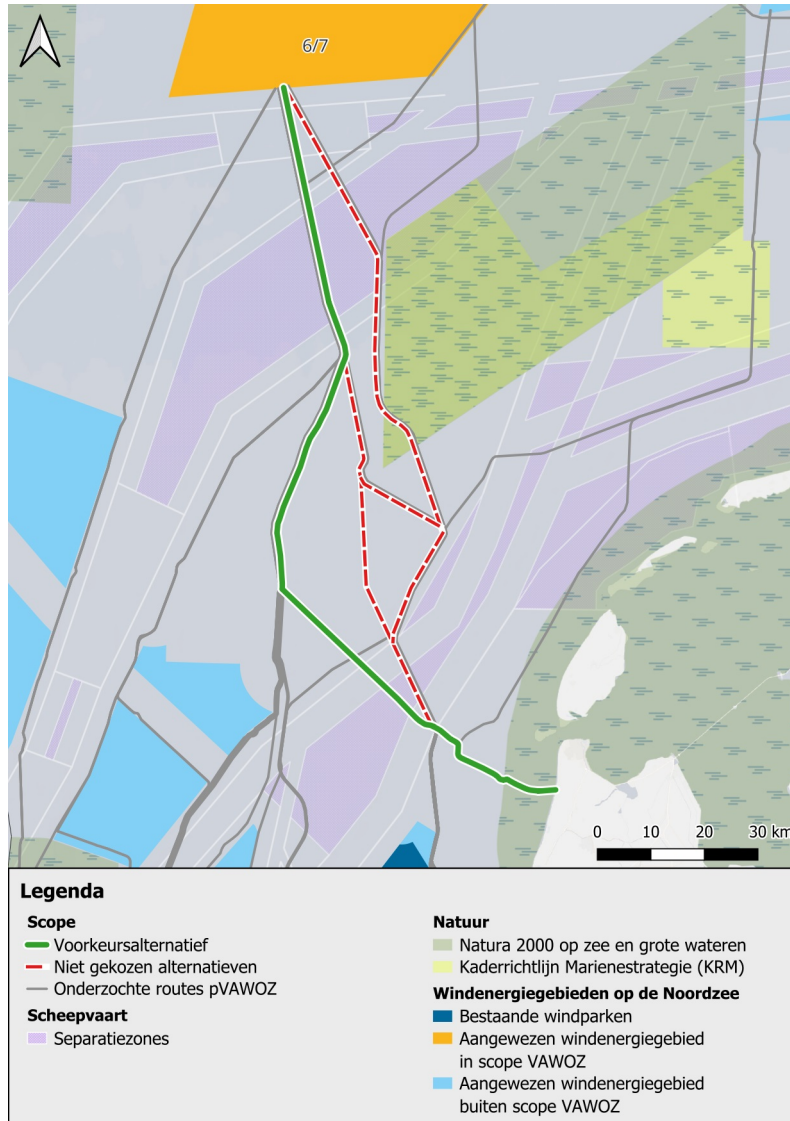 6/7
0 10 20 30 km
Legenda
Scope
Voorkeursalternatief
Niet gekozen alternatieven
Onderzochte routes pVAWOZ
Scheepvaart
Separatiezones
Natuur
Natura 2000 op zee en grote wateren
Kaderrichtlijn Marienestrategie (KRM)
Windenergiegebieden op de Noordzee
Bestaande windparken
Aangewezen windenergiegebied
in scope VAWOZ
Aangewezen windenergiegebied
buiten scope VAWOZ